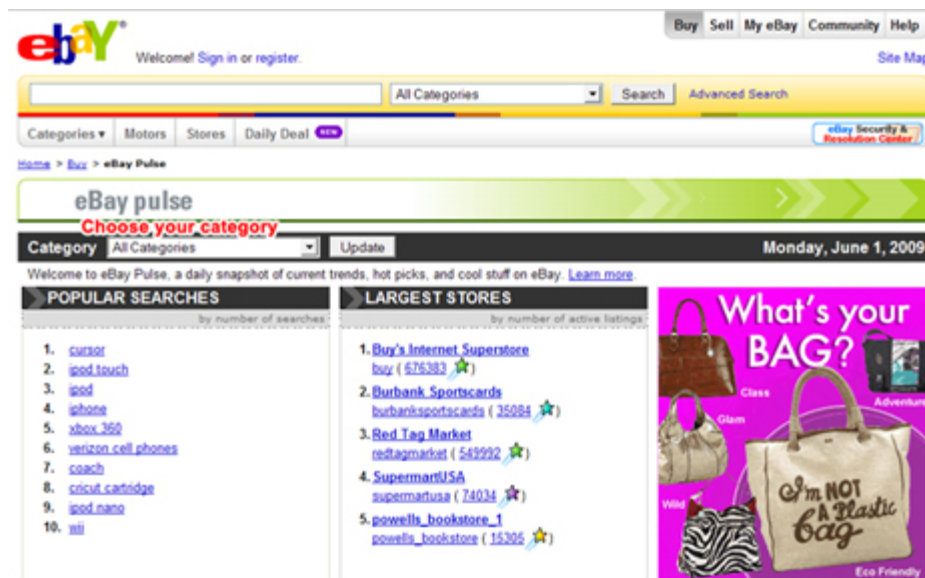 Buy Sell My eBay Community Help
ebaY
Welcome! Sign in or register.
Site Map
All Categories
Search
Advanced Search
Categories ▾ Motors Stores Daily Deal NEW
eBay Security &
Resolution Center
Home > Buy > eBay Pulse
eBay pulse
Choose your category
Category All Categories Update Monday, June 1, 2009
Welcome to eBay Pulse, a daily snapshot of current trends, hot picks, and cool stuff on eBay. Learn more.
POPULAR SEARCHES
by number of searches
1. cursor
2. ipod touch
3. ipod
4. iphone
5. xbox 360
6. verizon cell phones
7. coach
8. cricut cartridge
9. ipod nano
10. wii
LARGEST STORES
by number of active listings
1. Buy's Internet Superstore
buy ( 676383 )
2. Burbank Sportscards
burbanksportscards ( 35084 )
3. Red Tag Market
redtagmarket ( 549992 )
4. SupermartUSA
supermartusa ( 74034 )
5. powells_bookstore_1
powells_bookstore ( 15305 )
What's your
BAG?
Class
Adventure
Glam
Wild
I'm NOT
A Plastic
bag
Eco Friendly